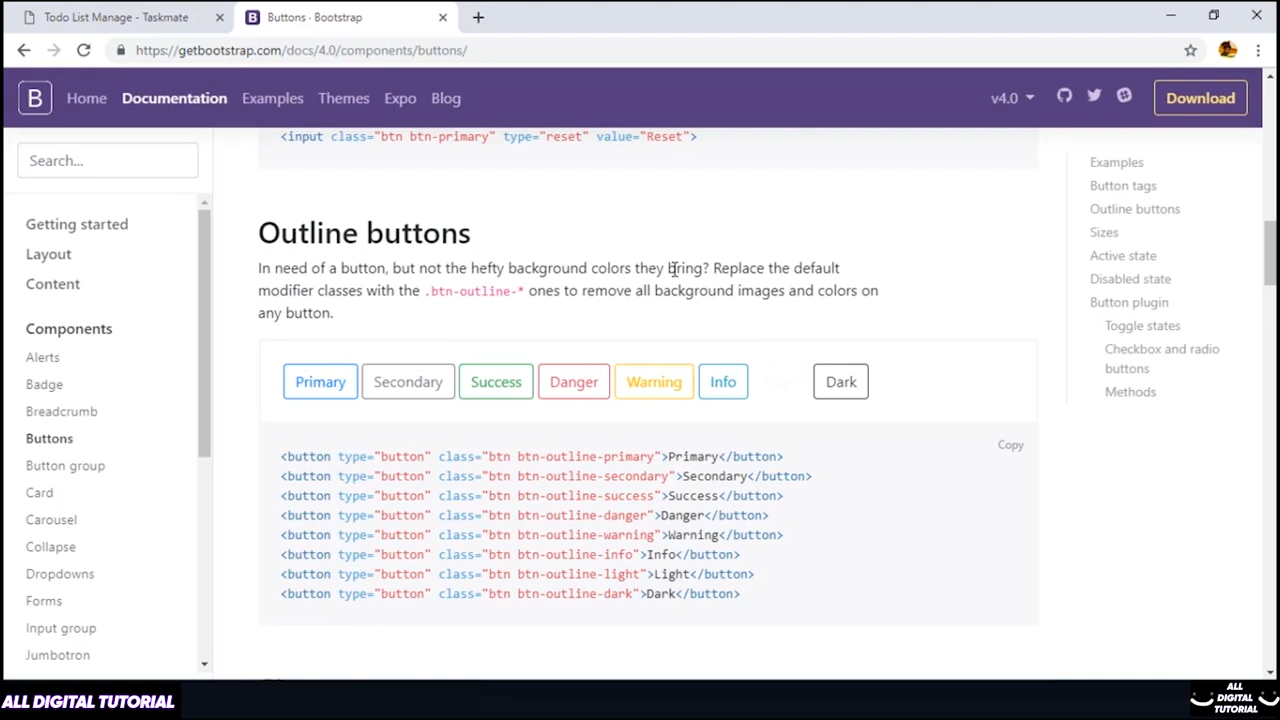 Todo List Manage - Taskmate
Buttons · Bootstrap
https://getbootstrap.com/docs/4.0/components/buttons/
B Home Documentation Examples Themes Expo Blog v4.0 Download
<input class="btn btn-primary" type="reset" value="Reset">
Search...
Getting started
Layout
Content
Components
Alerts
Badge
Breadcrumb
Buttons
Button group
Card
Carousel
Collapse
Dropdowns
Forms
Input group
Jumbotron
Outline buttons
In need of a button, but not the hefty background colors they bring? Replace the default
modifier classes with the .btn-outline-* ones to remove all background images and colors on
any button.
Primary Secondary Success Danger Warning Info Dark
Copy
<button type="button" class="btn btn-outline-primary">Primary</button>
<button type="button" class="btn btn-outline-secondary">Secondary</button>
<button type="button" class="btn btn-outline-success">Success</button>
<button type="button" class="btn btn-outline-danger">Danger</button>
<button type="button" class="btn btn-outline-warning">Warning</button>
<button type="button" class="btn btn-outline-info">Info</button>
<button type="button" class="btn btn-outline-light">Light</button>
<button type="button" class="btn btn-outline-dark">Dark</button>
Examples
Button tags
Outline buttons
Sizes
Active state
Disabled state
Button plugin
Toggle states
Checkbox and radio
buttons
Methods
ALL DIGITAL TUTORIAL
ALL
DIGITAL
TUTORIAL